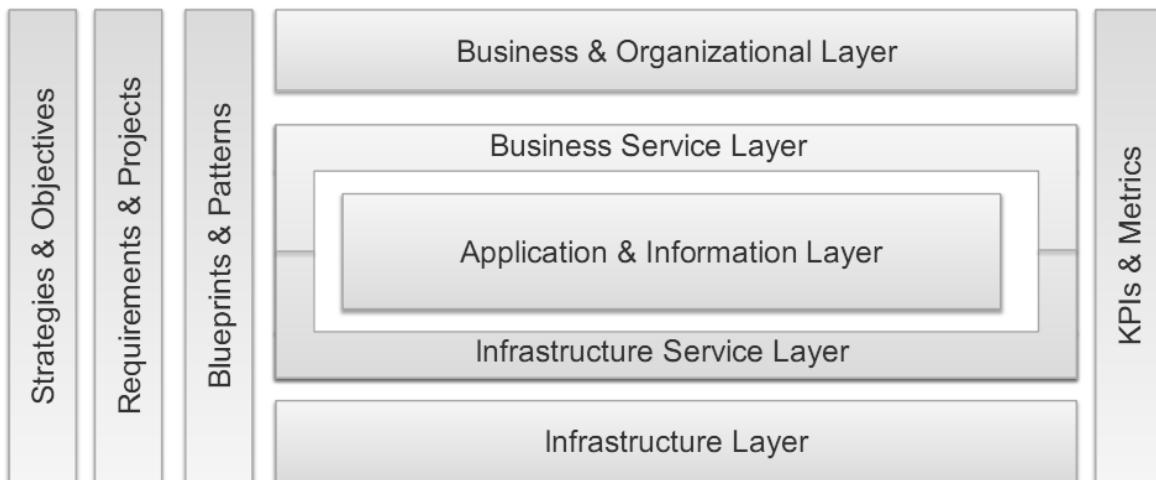 Strategies & Objectives
Requirements & Projects
Blueprints & Patterns
Business & Organizational Layer
Business Service Layer
Application & Information Layer
Infrastructure Service Layer
Infrastructure Layer
KPIs & Metrics